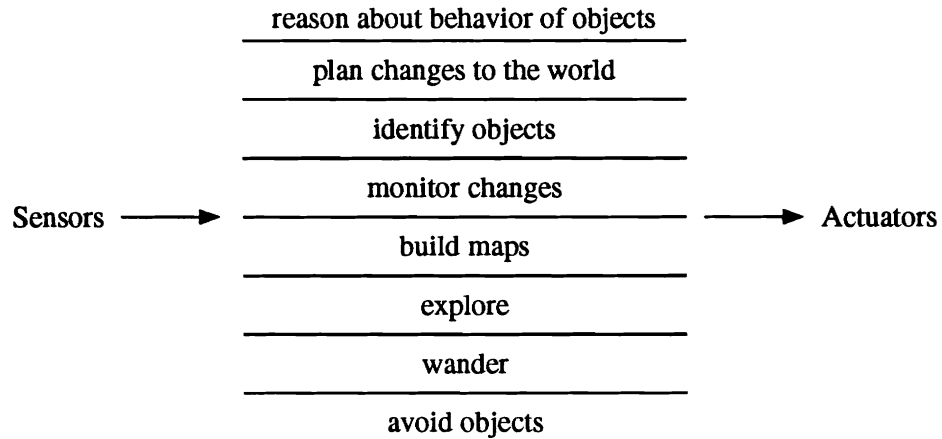 reason about behavior of objects
plan changes to the world
identify objects
monitor changes
Sensors
Actuators
build maps
explore
wander
avoid objects